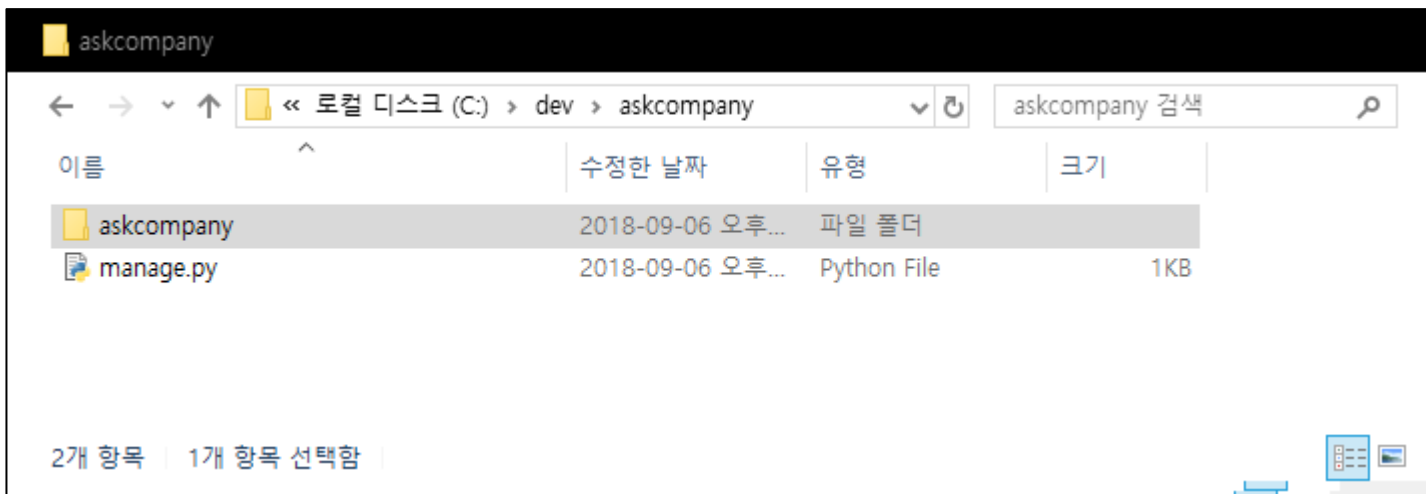 askcompany
« 로컬 디스크 (C:) › dev › askcompany askcompany 검색
이름 수정한 날짜 유형 크기
askcompany 2018-09-06 오후... 파일 폴더
manage.py 2018-09-06 오후... Python File 1KB
2개 항목 1개 항목 선택함